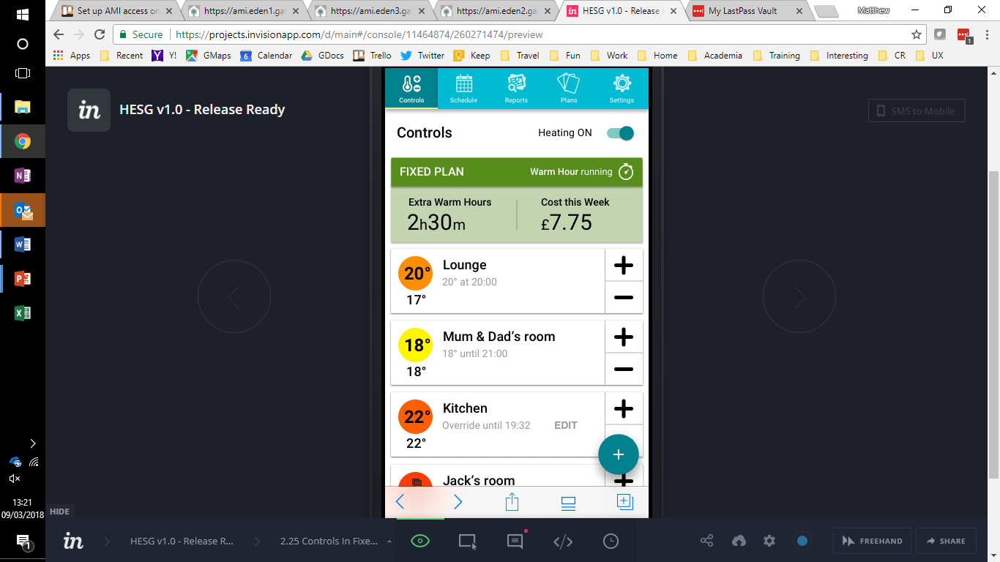 Set up AMI access on
https://ami.eden1.ga
https://ami.eden3.ga
https://ami.eden2.ga
HESG v1.0 - Release
My LastPass Vault
Matthew
Secure
https://projects.invisionapp.com/d/main#/console/11464874/260271474/preview
1
Apps
Recent
Y!
GMaps
6
Calendar
GDocs
Trello
Twitter
Keep
Travel
Fun
Work
Home
Academia
Training
Interesting
CR
UX
in
HESG v1.0 - Release Ready
SMS to Mobile
Controls
Schedule
Reports
Plans
Settings
Controls
Heating ON
FIXED PLAN
Warm Hour running
Extra Warm Hours
Cost this Week
2h30m
£7.75
20°
Lounge
20° at 20:00
17°
18°
Mum & Dad’s room
18° until 21:00
18°
22°
Kitchen
Override until 19:32
EDIT
22°
Jack’s room
13:21
09/03/2018
1
HIDE
in
HESG v1.0 - Release R...
2.25 Controls In Fixe...
FREEHAND
SHARE